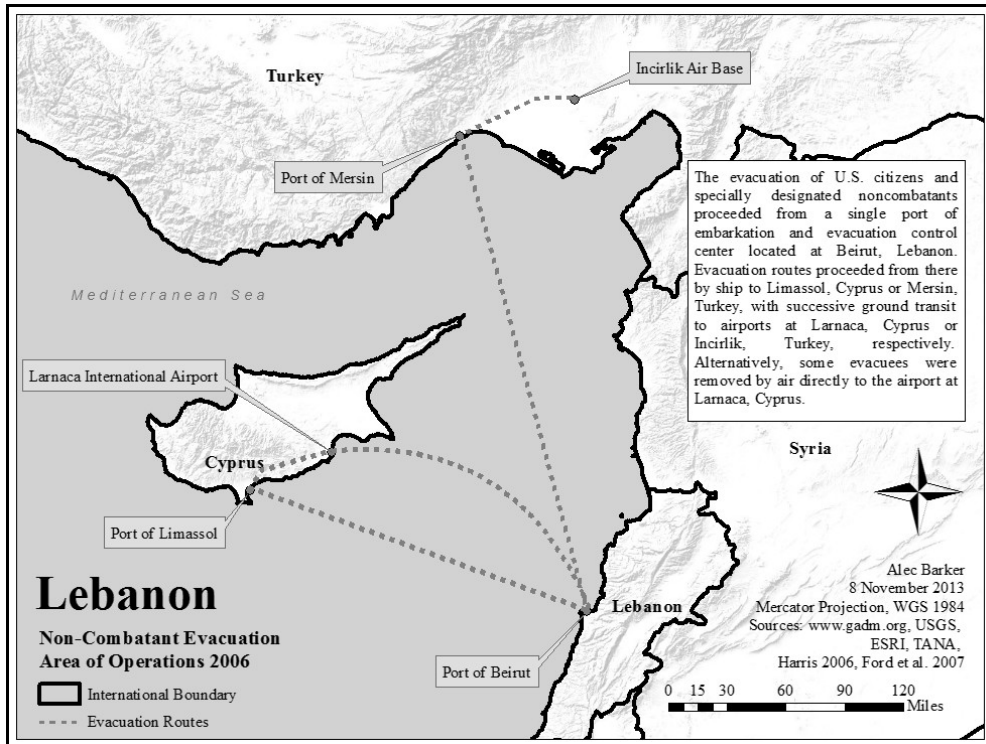 Turkey
Incirlik Air Base
Port of Mersin
The evacuation of U.S. citizens and
specially designated noncombatants
proceeded from a single port of
embarkation and evacuation control
center located at Beirut, Lebanon.
Evacuation routes proceeded from there
by ship to Limassol, Cyprus or Mersin,
Turkey, with successive ground transit
to airports at Larnaca, Cyprus or
Incirlik, Turkey, respectively.
Alternatively, some evacuees were
removed by air directly to the airport at
Larnaca, Cyprus.
Mediterranean Sea
Larnaca International Airport
Cyprus
Syria
Port of Limassol
Lebanon
Non-Combatant Evacuation
Area of Operations 2006
International Boundary
Evacuation Routes
Lebanon
Port of Beirut
Alec Barker
8 November 2013
Mercator Projection, WGS 1984
Sources: www.gadm.org, USGS,
ESRI, TANA,
Harris 2006, Ford et al. 2007
0 15 30 60 90 120
Miles